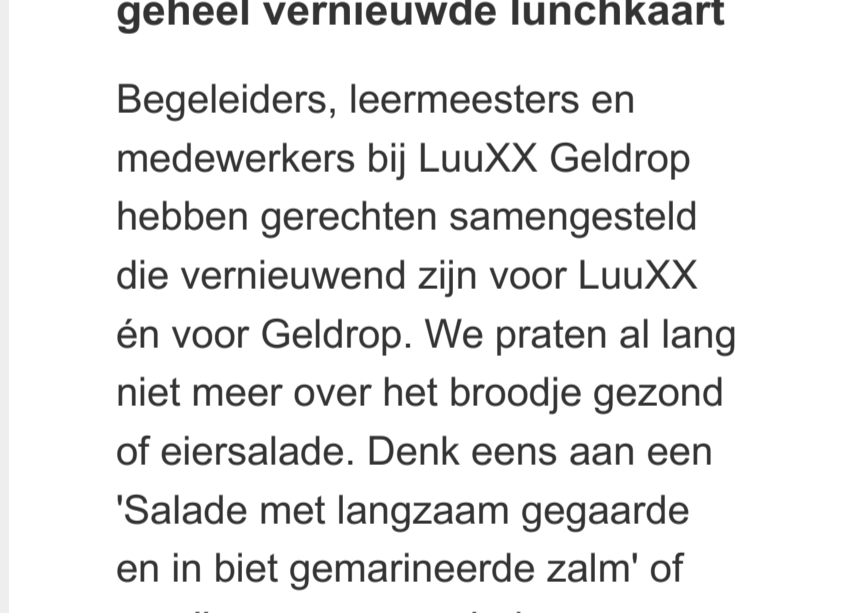 geheel vernieuwde lunchkaart
Begeleiders, leermeesters en
medewerkers bij LuuXX Geldrop
hebben gerechten samengesteld
die vernieuwend zijn voor LuuXX
én voor Geldrop. We praten al lang
niet meer over het broodje gezond
of eiersalade. Denk eens aan een
'Salade met langzaam gegaarde
en in biet gemarineerde zalm' of